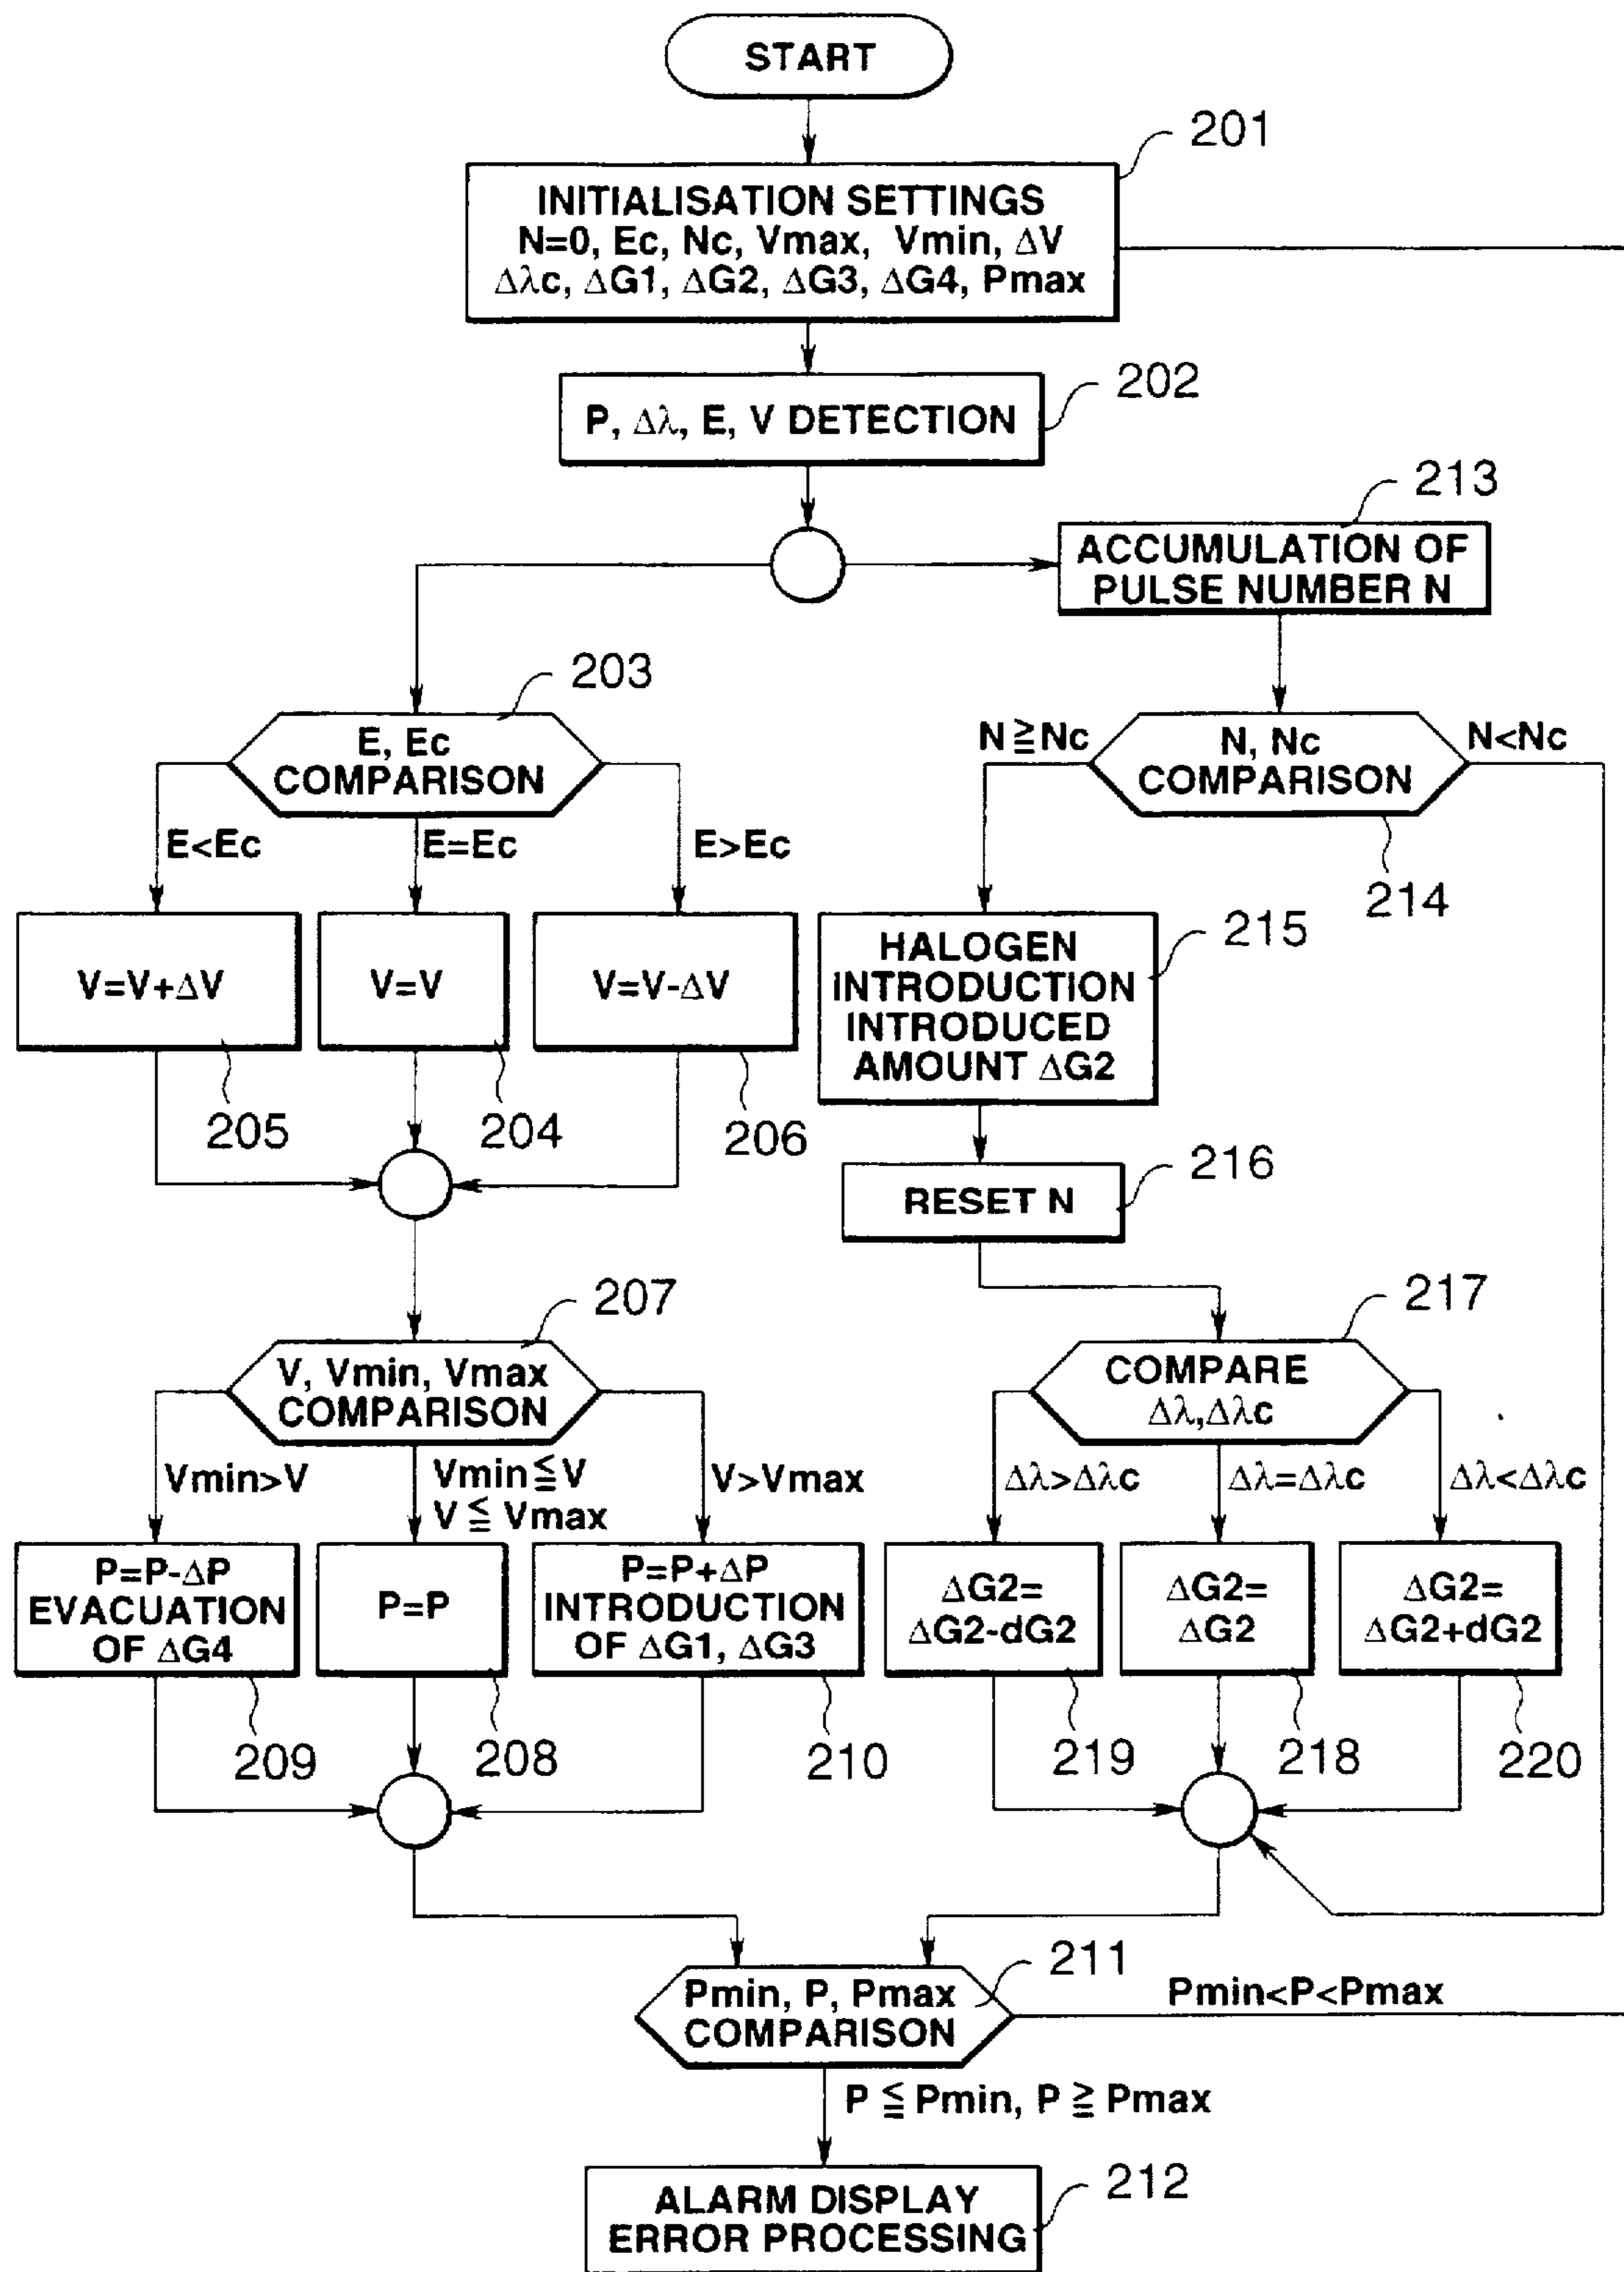 START
201
INITIALISATION SETTINGS
N=0, Ec, Nc, Vmax, Vmin, ΔV
Δλc, ΔG1, ΔG2, ΔG3, ΔG4, Pmax
202
P, Δλ, E, V DETECTION
213
ACCUMULATION OF
PULSE NUMBER N
203
E, Ec
COMPARISON
E<Ec
E=Ec
E>Ec
N≧Nc
N, Nc
COMPARISON
N<Nc
214
V=V+ΔV
V=V
V=V-ΔV
205
204
206
215
HALOGEN
INTRODUCTION
INTRODUCED
AMOUNT ΔG2
216
RESET N
207
V, Vmin, Vmax
COMPARISON
Vmin>V
Vmin≦V
V≦Vmax
V>Vmax
217
COMPARE
Δλ,Δλc
Δλ>Δλc
Δλ=Δλc
Δλ<Δλc
P=P-ΔP
EVACUATION
OF ΔG4
P=P
P=P+ΔP
INTRODUCTION
OF ΔG1, ΔG3
ΔG2=
ΔG2-dG2
ΔG2=
ΔG2
ΔG2=
ΔG2+dG2
209
208
210
219
218
220
211
Pmin, P, Pmax
COMPARISON
Pmin<P<Pmax
P≦Pmin, P≧Pmax
212
ALARM DISPLAY
ERROR PROCESSING